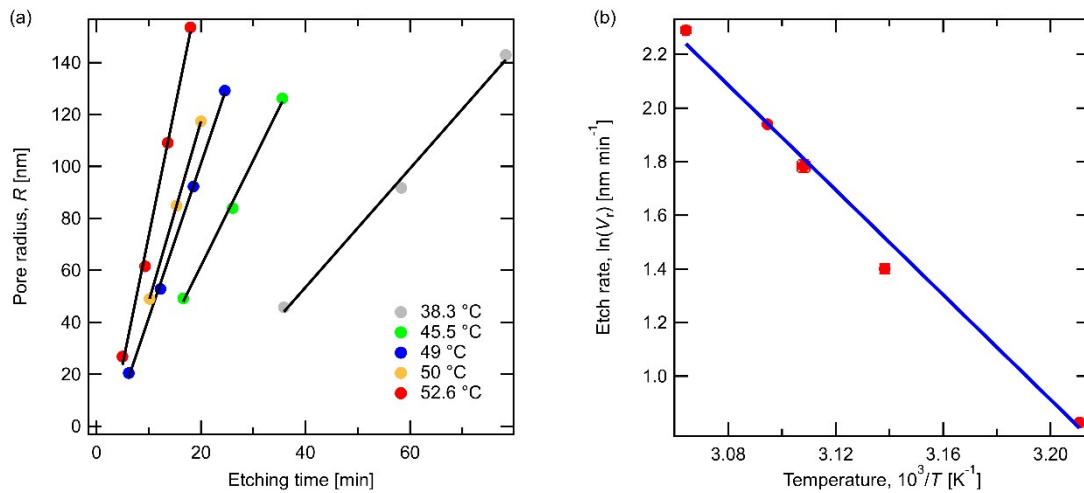 (a)
140
120
100
80
60
40
20
0
Pore radius, R [nm]
38.3 °C
45.5 °C
49 °C
50 °C
52.6 °C
0 20 40 60
Etching time [min]
(b)
2.2
2.0
1.8
1.6
1.4
1.2
1.0
Etch rate, ln(Vr) [nm min⁻¹]
3.08 3.12 3.16 3.20
Temperature, 10³/T [K⁻¹]